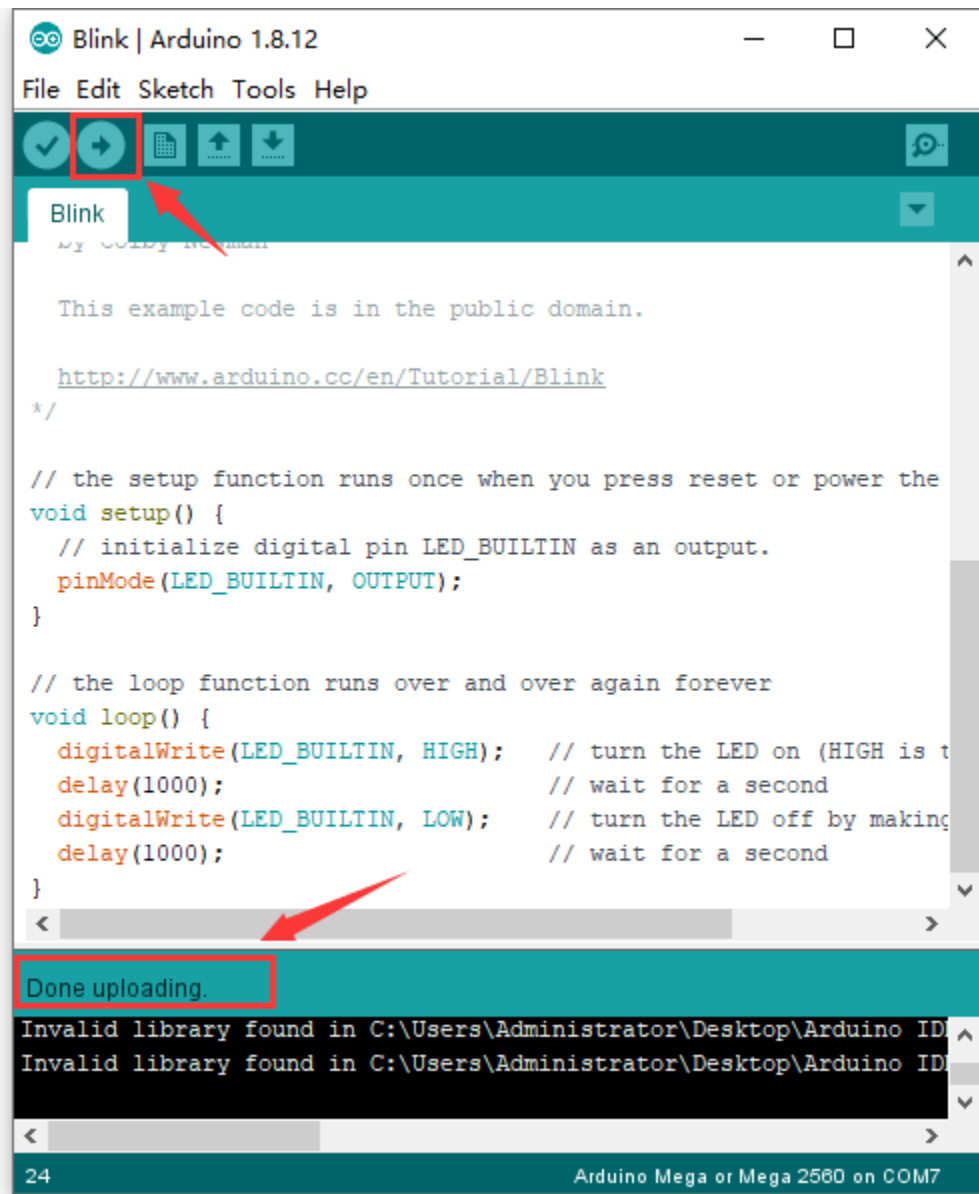 Blink | Arduino 1.8.12
File Edit Sketch Tools Help
Blink
by Colby Newman
This example code is in the public domain.
http://www.arduino.cc/en/Tutorial/Blink
*/
// the setup function runs once when you press reset or power the
void setup() {
// initialize digital pin LED_BUILTIN as an output.
pinMode(LED_BUILTIN, OUTPUT);
}
// the loop function runs over and over again forever
void loop() {
digitalWrite(LED_BUILTIN, HIGH); // turn the LED on (HIGH is t
delay(1000); // wait for a second
digitalWrite(LED_BUILTIN, LOW); // turn the LED off by making
delay(1000); // wait for a second
}
Done uploading.
Invalid library found in C:\Users\Administrator\Desktop\Arduino
Invalid library found in C:\Users\Administrator\Desktop\Arduino
24
Arduino Mega or Mega 2560 on COM7